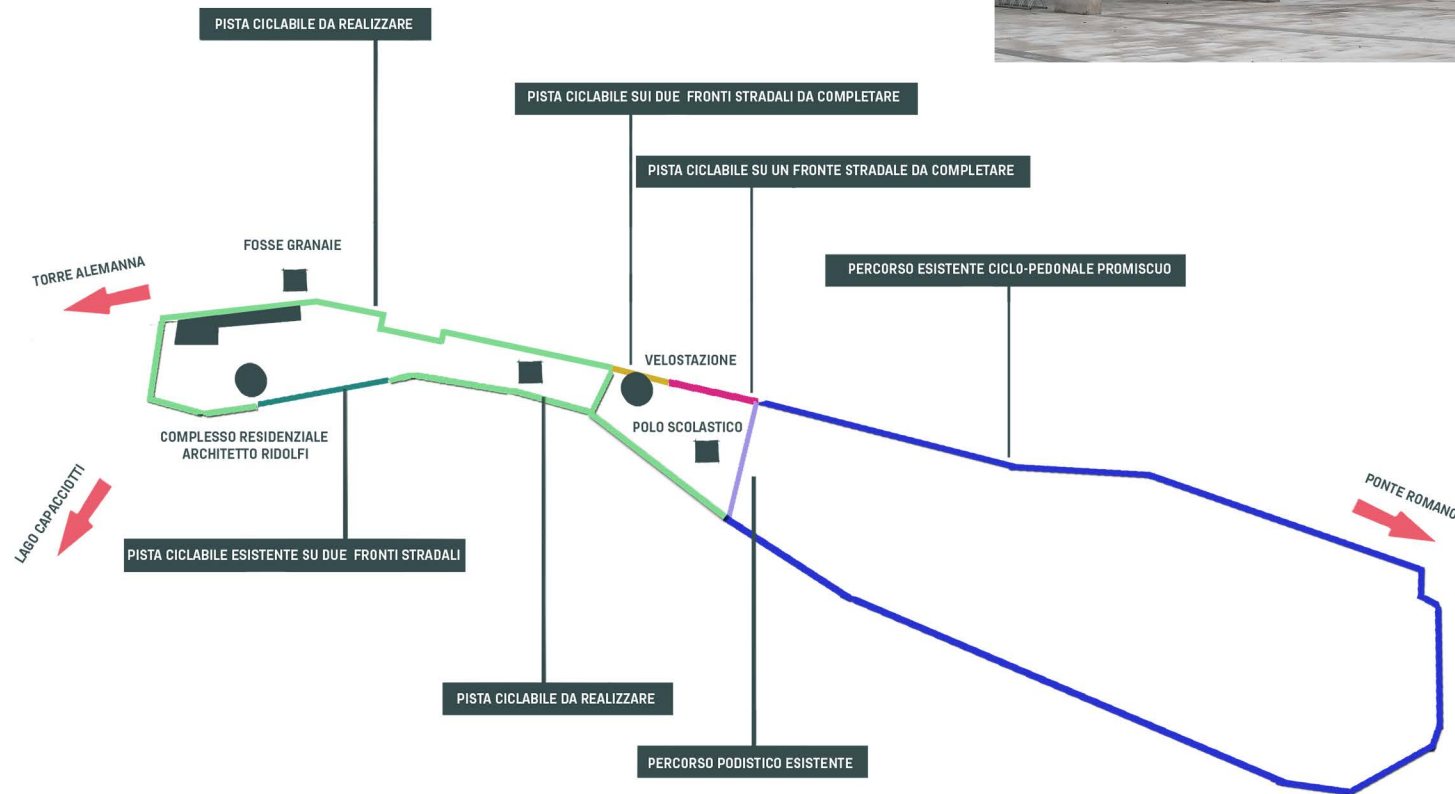 PISTA CICLABILE DA REALIZZARE
PISTA CICLABILE SUI DUE FRONTI STRADALI DA COMPLETARE
PISTA CICLABILE SU UN FRONTE STRADALE DA COMPLETARE
FOSSE GRANAIE
TORRE ALEMANNA
PERCORSO ESISTENTE CICLO-PEDONALE PROMISCUO
VELOSTAZIONE
POLO SCOLASTICO
COMPLESSO RESIDENZIALE
ARCHITETTO RIDOLFI
LAGO CAPACCIOTTI
PONTE ROMANO
PISTA CICLABILE ESISTENTE SU DUE FRONTI STRADALI
PISTA CICLABILE DA REALIZZARE
PERCORSO PODISTICO ESISTENTE